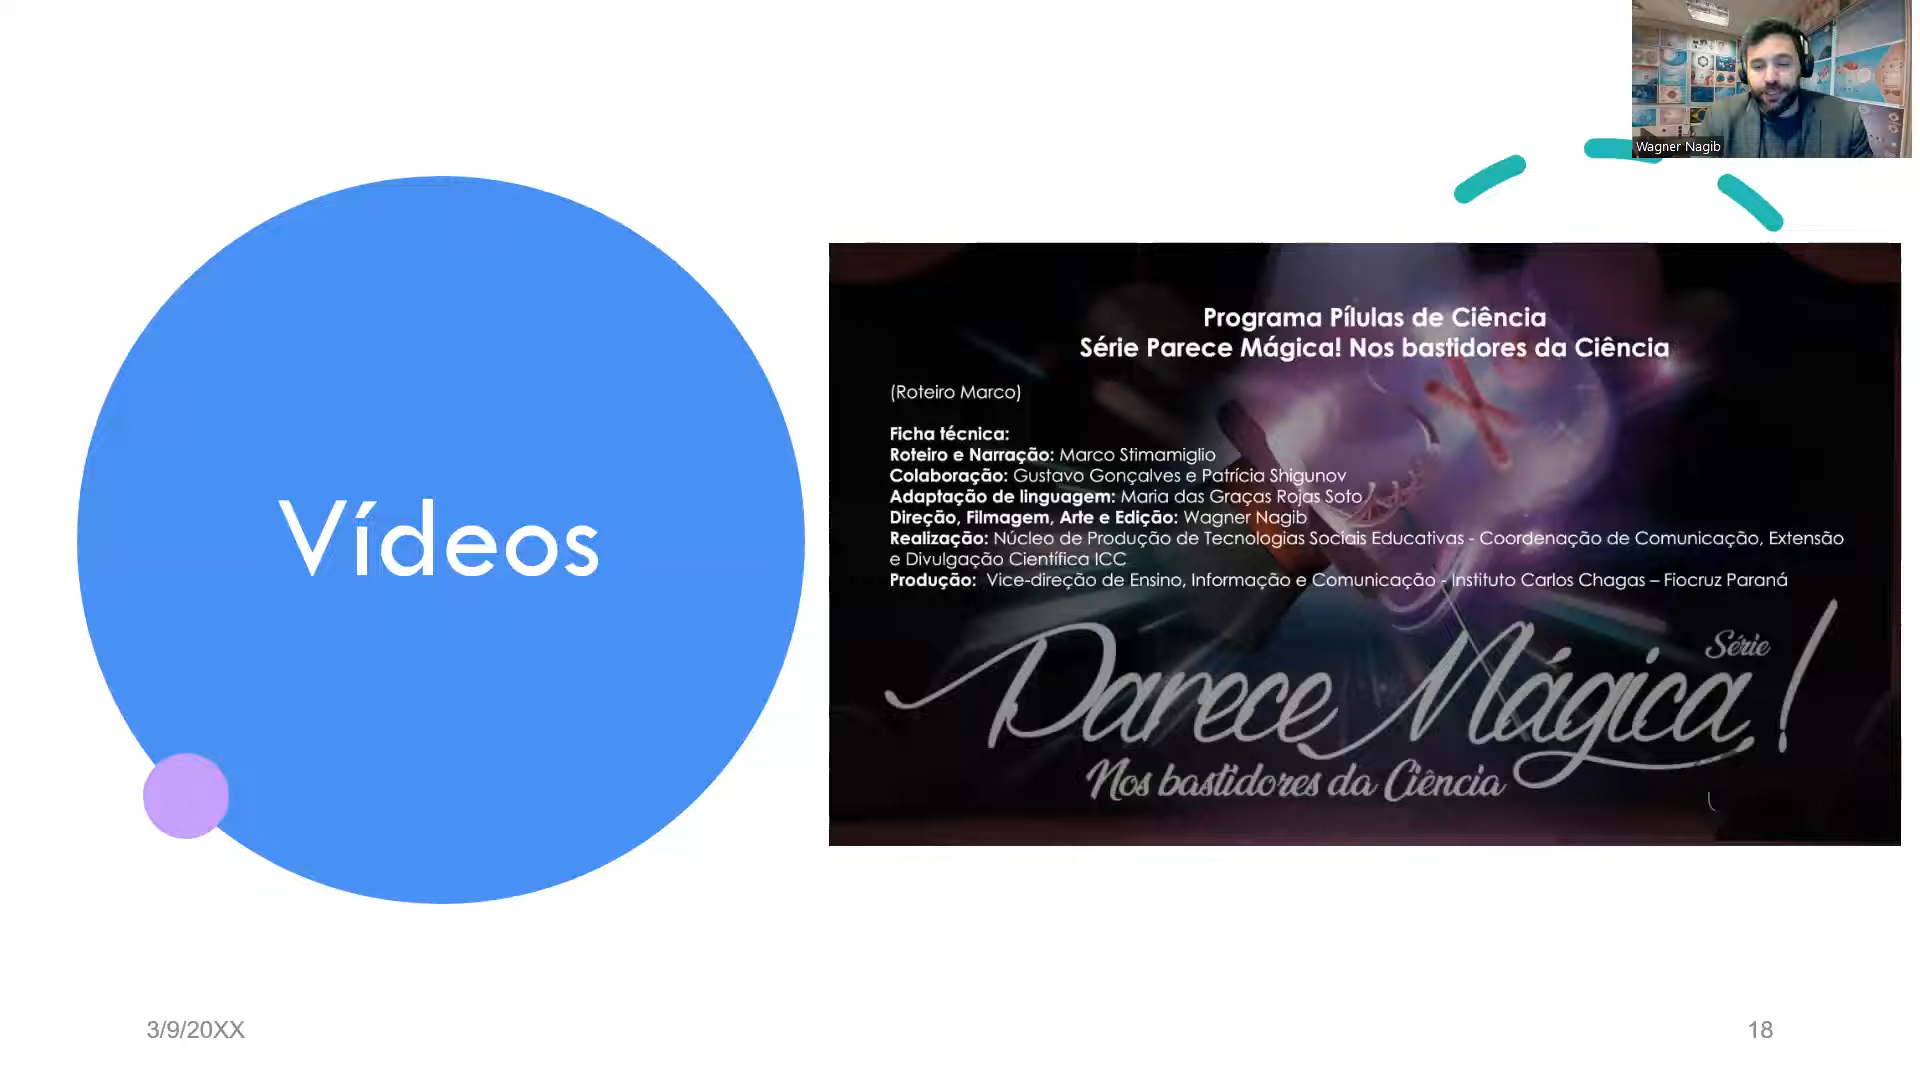 Wagner Nagib
Vídeos
Programa Pílulas de Ciência
Série Parece Mágica! Nos bastidores da Ciência
(Roteiro Marco)
Ficha técnica:
Roteiro e Narração: Marco Stimamiglio
Colaboração: Gustavo Gonçalves e Patrícia Shigunov
Adaptação de linguagem: Maria das Graças Rojas Soto
Direção, Filmagem, Arte e Edição: Wagner Nagib
Realização: Núcleo de Produção de Tecnologias Sociais Educativas - Coordenação de Comunicação, Extensão
e Divulgação Científica ICC
Produção: Vice-direção de Ensino, Informação e Comunicação - Instituto Carlos Chagas – Fiocruz Paraná
Série
Parece Mágica!
Nos bastidores da Ciência
3/9/20XX
18